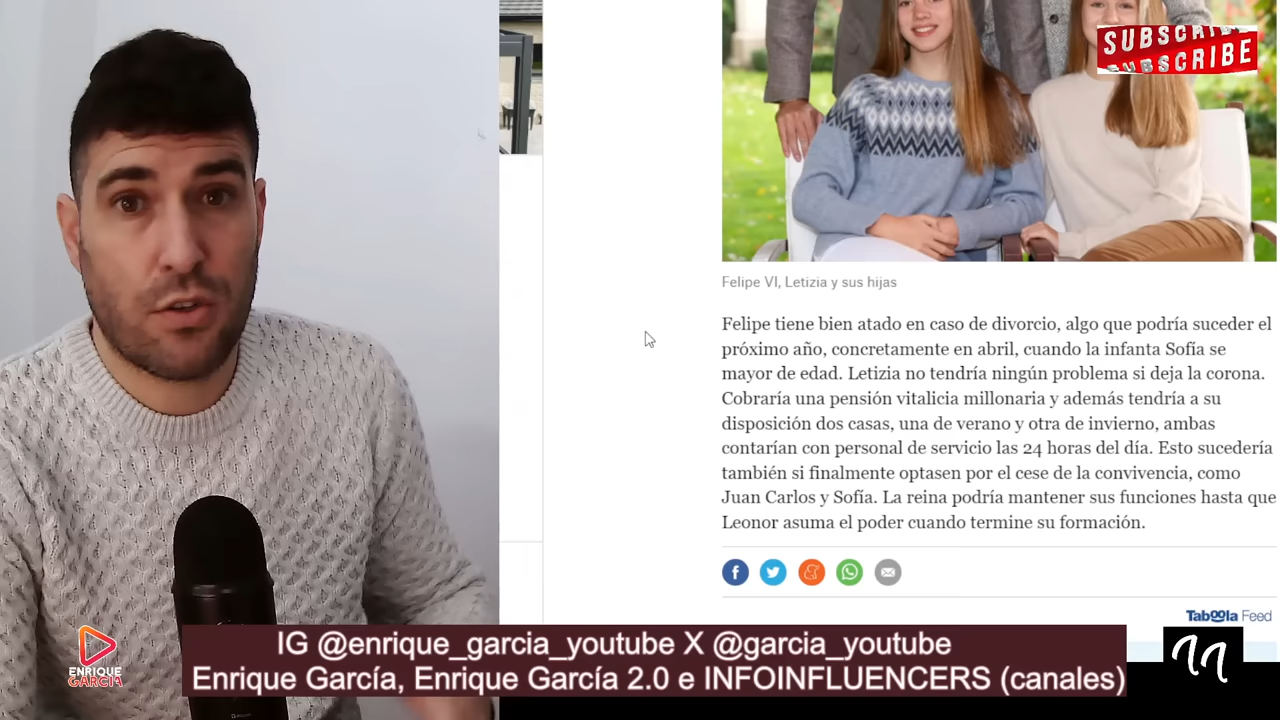 SUBSCRIBE
SUBSCRIBE
Felipe VI, Letizia y sus hijas
Felipe tiene bien atado en caso de divorcio, algo que podría suceder el
próximo año, concretamente en abril, cuando la infanta Sofía se
mayor de edad. Letizia no tendría ningún problema si deja la corona.
Cobraría una pensión vitalicia millonaria y además tendría a su
disposición dos casas, una de verano y otra de invierno, ambas
contarían con personal de servicio las 24 horas del día. Esto sucedería
también si finalmente optasen por el cese de la convivencia, como
Juan Carlos y Sofía. La reina podría mantener sus funciones hasta que
Leonor asuma el poder cuando termine su formación.
Taboola Feed
IG @enrique_garcia_youtube X @garcia_youtube
Enrique García, Enrique García 2.0 e INFOINFLUENCERS (canales)
ENRIQUE
GARCÍA